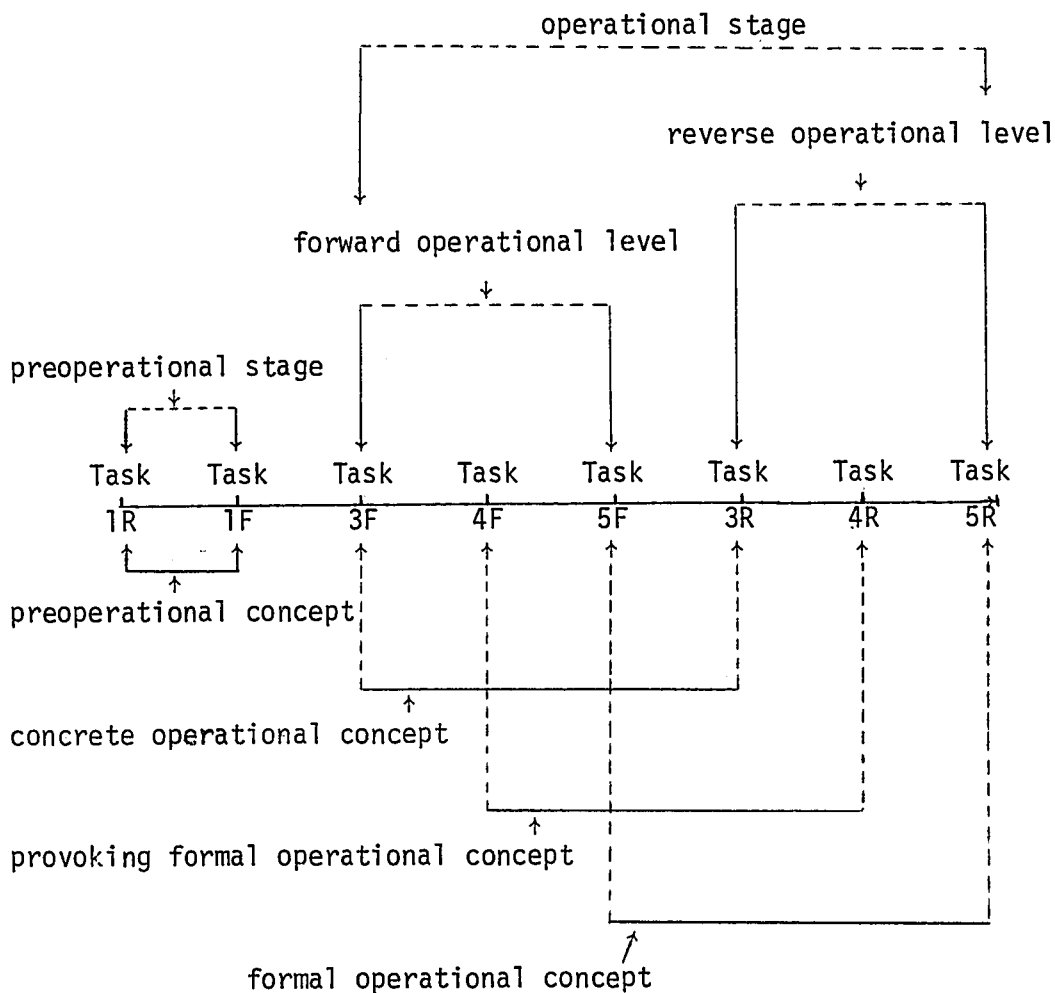 operational stage
reverse operational level
forward operational level
preoperational stage
Task Task Task Task Task Task Task Task
1R 1F 3F 4F 5F 3R 4R 5R
preoperational concept
concrete operational concept
provoking formal operational concept
formal operational concept